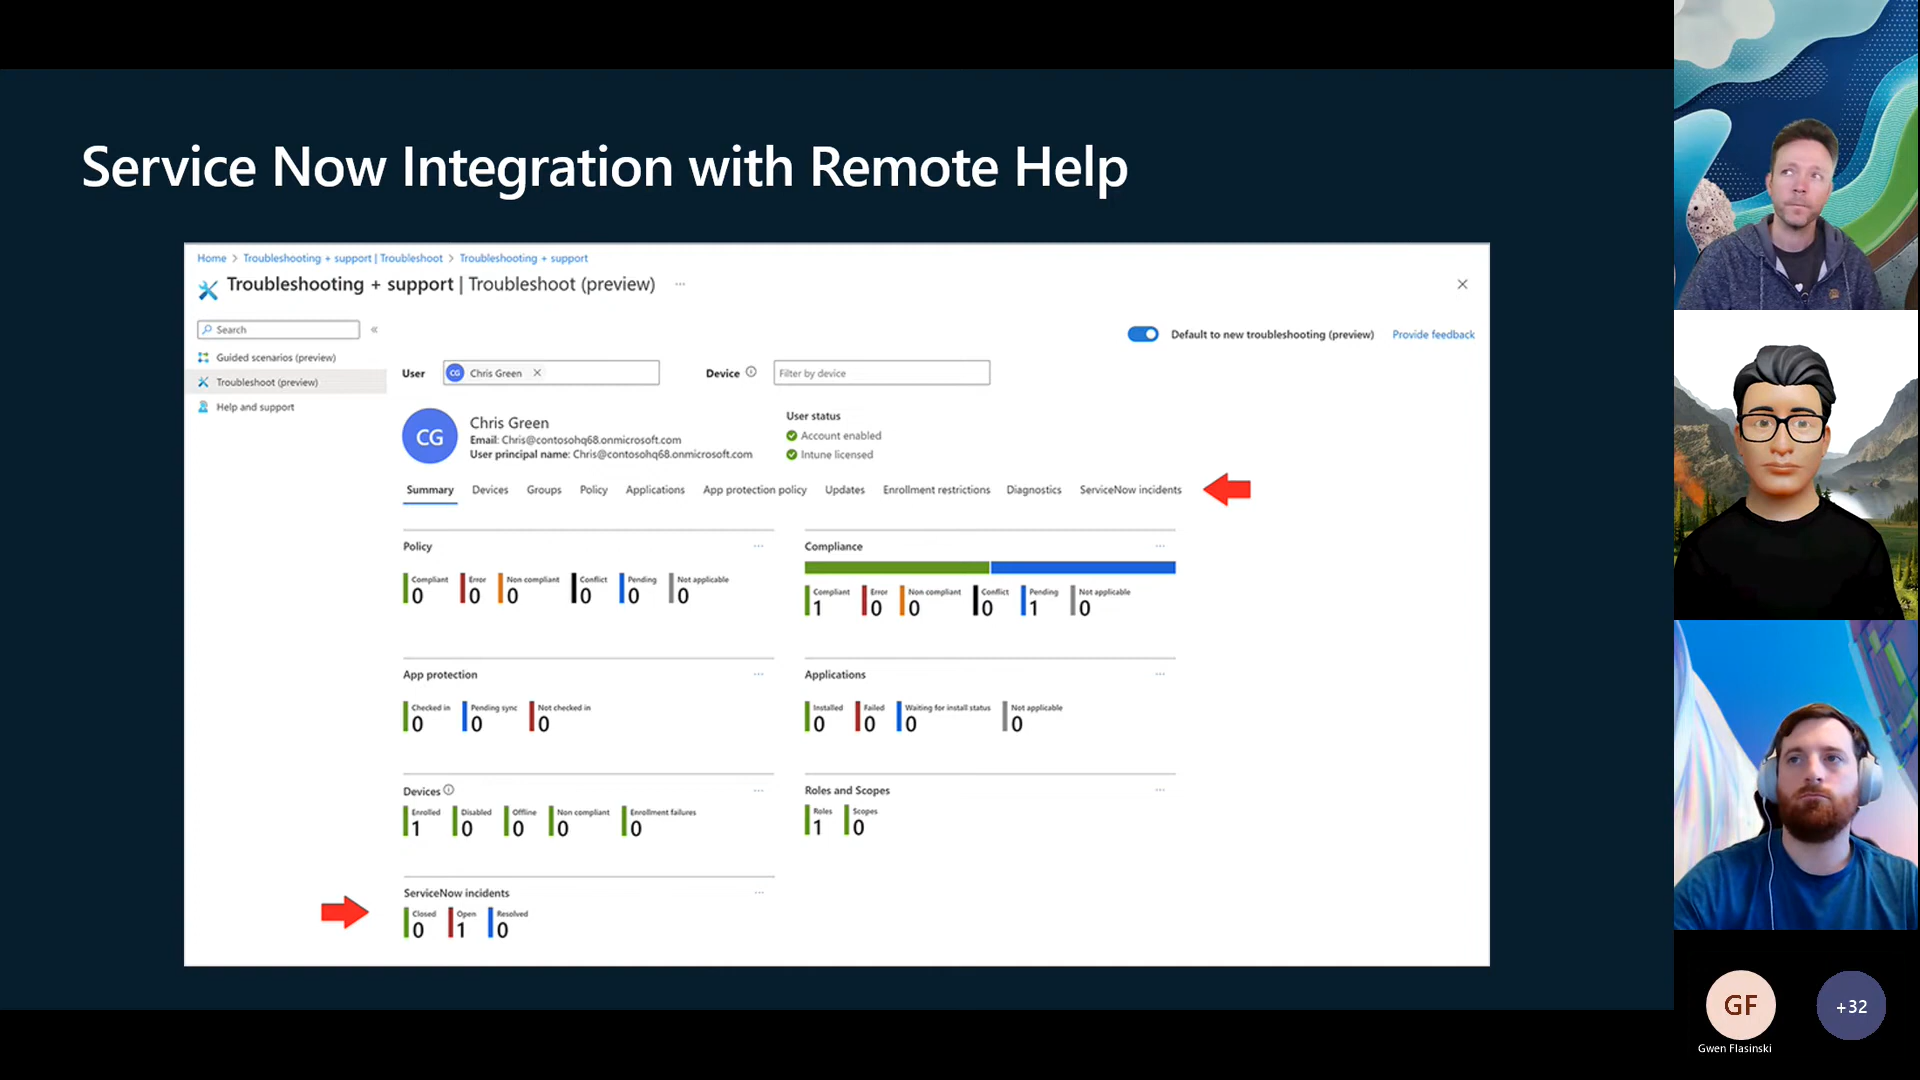 Service Now Integration with Remote Help
Home > Troubleshooting + support | Troubleshoot > Troubleshooting + support
Troubleshooting + support | Troubleshoot (preview) ...
Search
Default to new troubleshooting (preview) Provide feedback
Guided scenarios (preview)
Troubleshoot (preview)
Help and support
User CG Chris Green
Device Filter by device
CG
Chris Green
Email: Chris@contosohq68.onmicrosoft.com
User principal name: Chris@contosohq68.onmicrosoft.com
User status
Account enabled
Intune licensed
Summary Devices Groups Policy Applications App protection policy Updates Enrollment restrictions Diagnostics ServiceNow incidents
Policy
Compliant Error Non compliant Conflict Pending Not applicable
0 0 0 0 0 0
Compliance
Compliant Error Non compliant Conflict Pending Not applicable
1 0 0 0 1 0
App protection
Checked in Pending sync Not checked in
0 0 0
Applications
Installed Failed Waiting for install status Not applicable
0 0 0 0
Devices
Enrolled Disabled Offline Non compliant Enrollment failures
1 0 0 0 0
Roles and Scopes
Roles Scopes
1 0
ServiceNow incidents
Closed Open Resolved
0 1 0
GF
Gwen Flasinski
+32